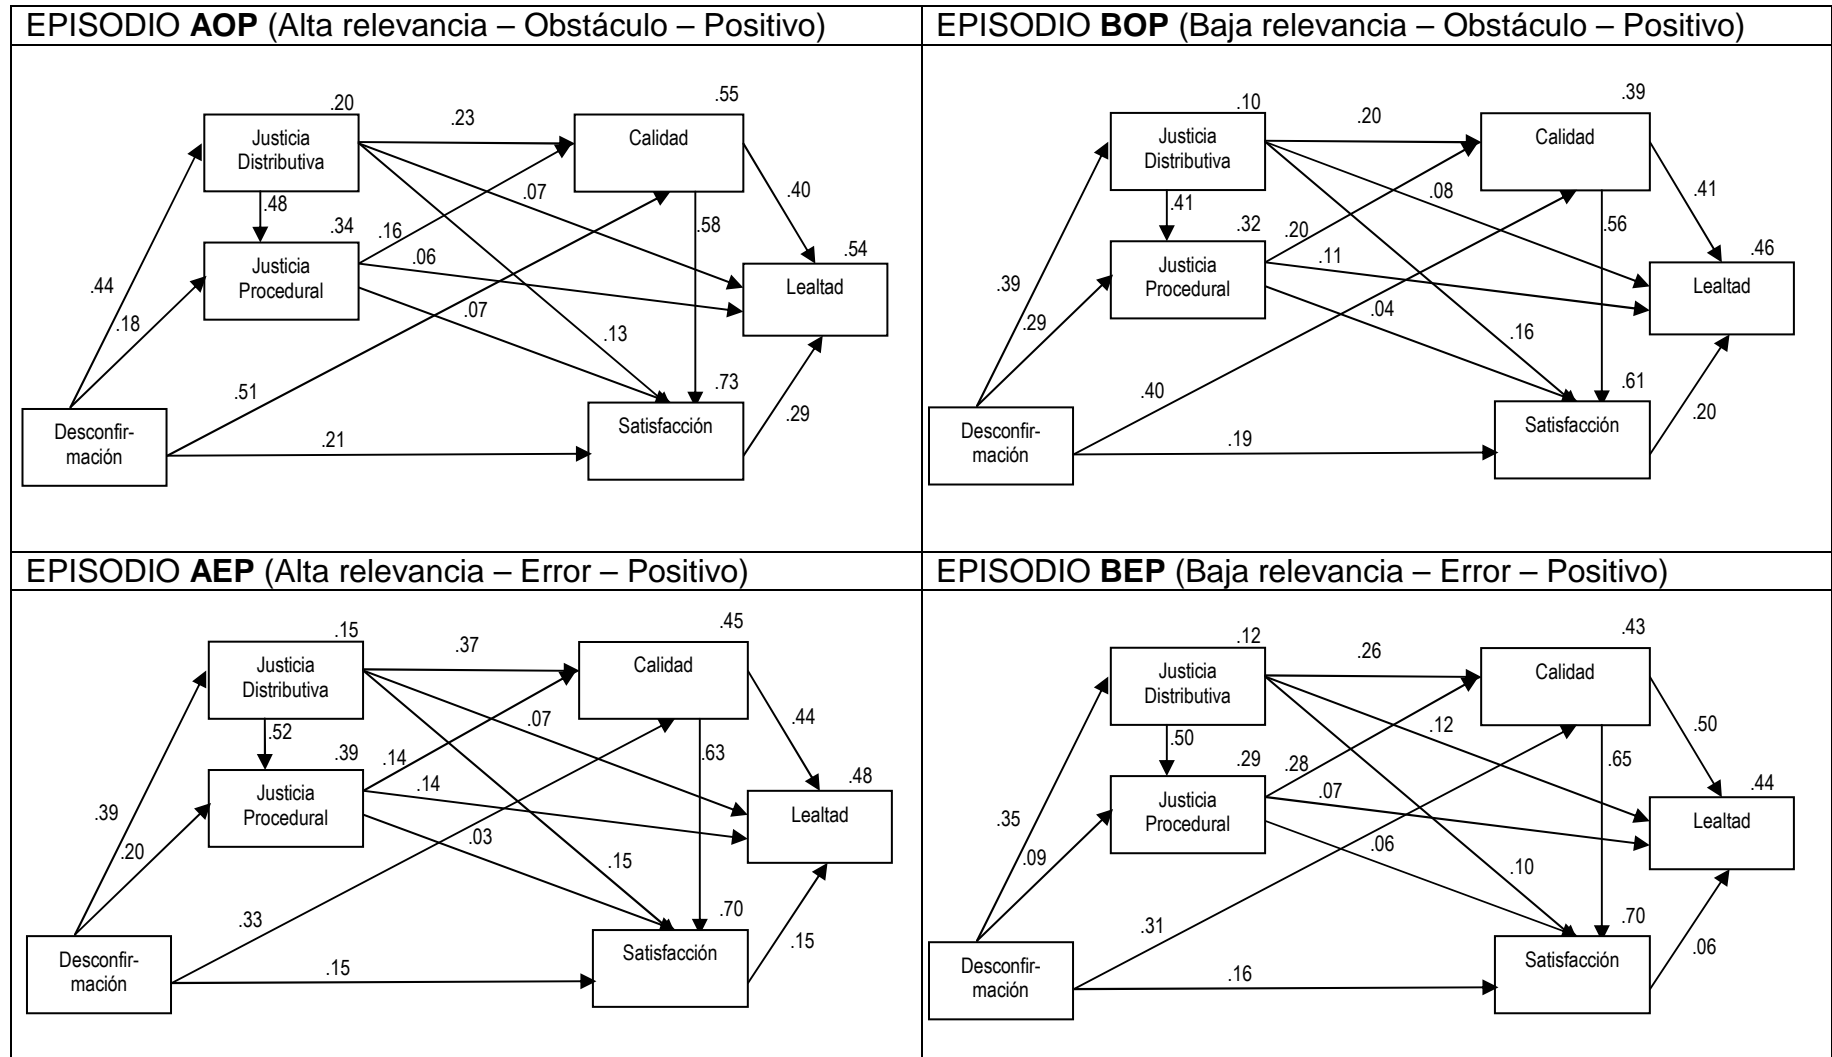 EPISODIO AOP (Alta relevancia – Obstáculo – Positivo)
.20
.55
Justicia
Distributiva
.23
Calidad
.48
.07
.40
.34
.16
.58
.54
Justicia
Procedural
.06
Lealtad
.44
.18
.07
.13
.51
.73
.29
Desconfir-
mación
.21
Satisfacción
EPISODIO BOP (Baja relevancia – Obstáculo – Positivo)
.10
.39
Justicia
Distributiva
.20
Calidad
.41
.08
.41
.32
.20
.56
.46
Justicia
Procedural
.11
Lealtad
.39
.29
.04
.16
.40
.61
.20
Desconfir-
mación
.19
Satisfacción
EPISODIO AEP (Alta relevancia – Error – Positivo)
.15
.45
Justicia
Distributiva
.37
Calidad
.52
.07
.44
.39
.14
.63
.48
Justicia
Procedural
.14
Lealtad
.39
.20
.03
.15
.33
.70
.15
Desconfir-
mación
.15
Satisfacción
EPISODIO BEP (Baja relevancia – Error – Positivo)
.12
.43
Justicia
Distributiva
.26
Calidad
.50
.12
.50
.29
.28
.65
.44
Justicia
Procedural
.07
Lealtad
.35
.09
.06
.10
.31
.70
.06
Desconfir-
mación
.16
Satisfacción